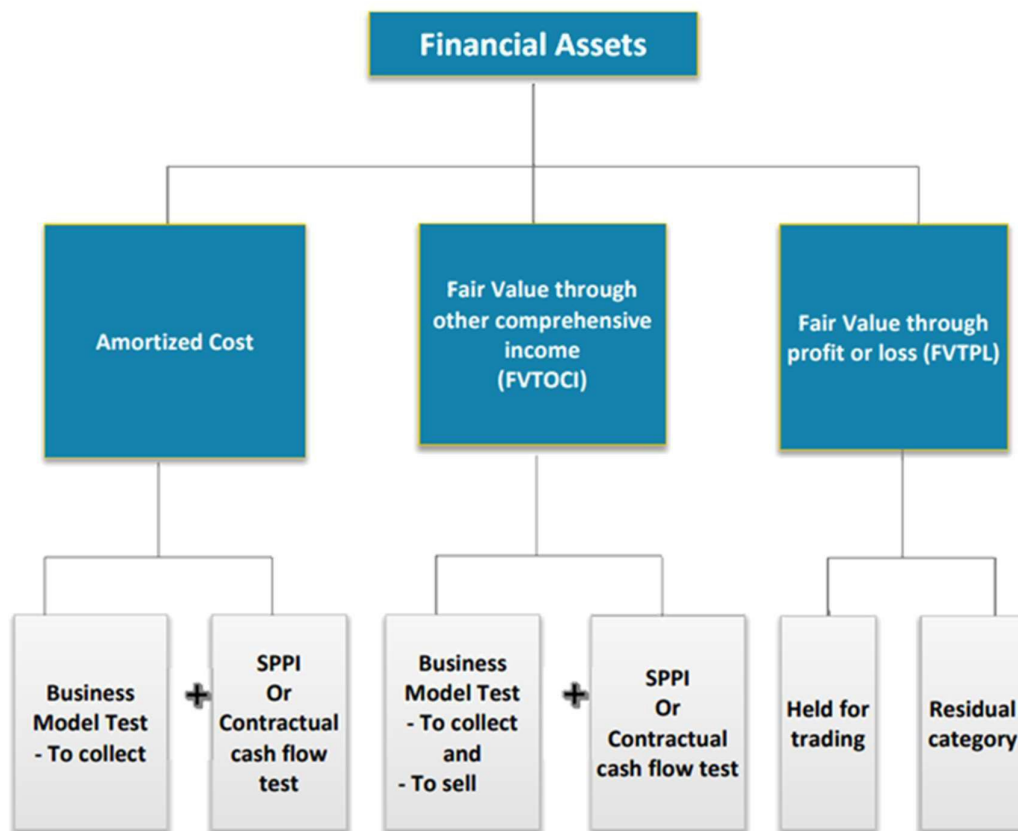 Financial Assets
Amortized Cost
Fair Value through
other comprehensive
income
(FVTOCI)
Fair Value through
profit or loss (FVTPL)
Business
Model Test
- To collect
+
SPPI
Or
Contractual
cash flow
test
Business
Model Test
- To collect
and
- To sell
+
SPPI
Or
Contractual
cash flow test
Held for
trading
Residual
category